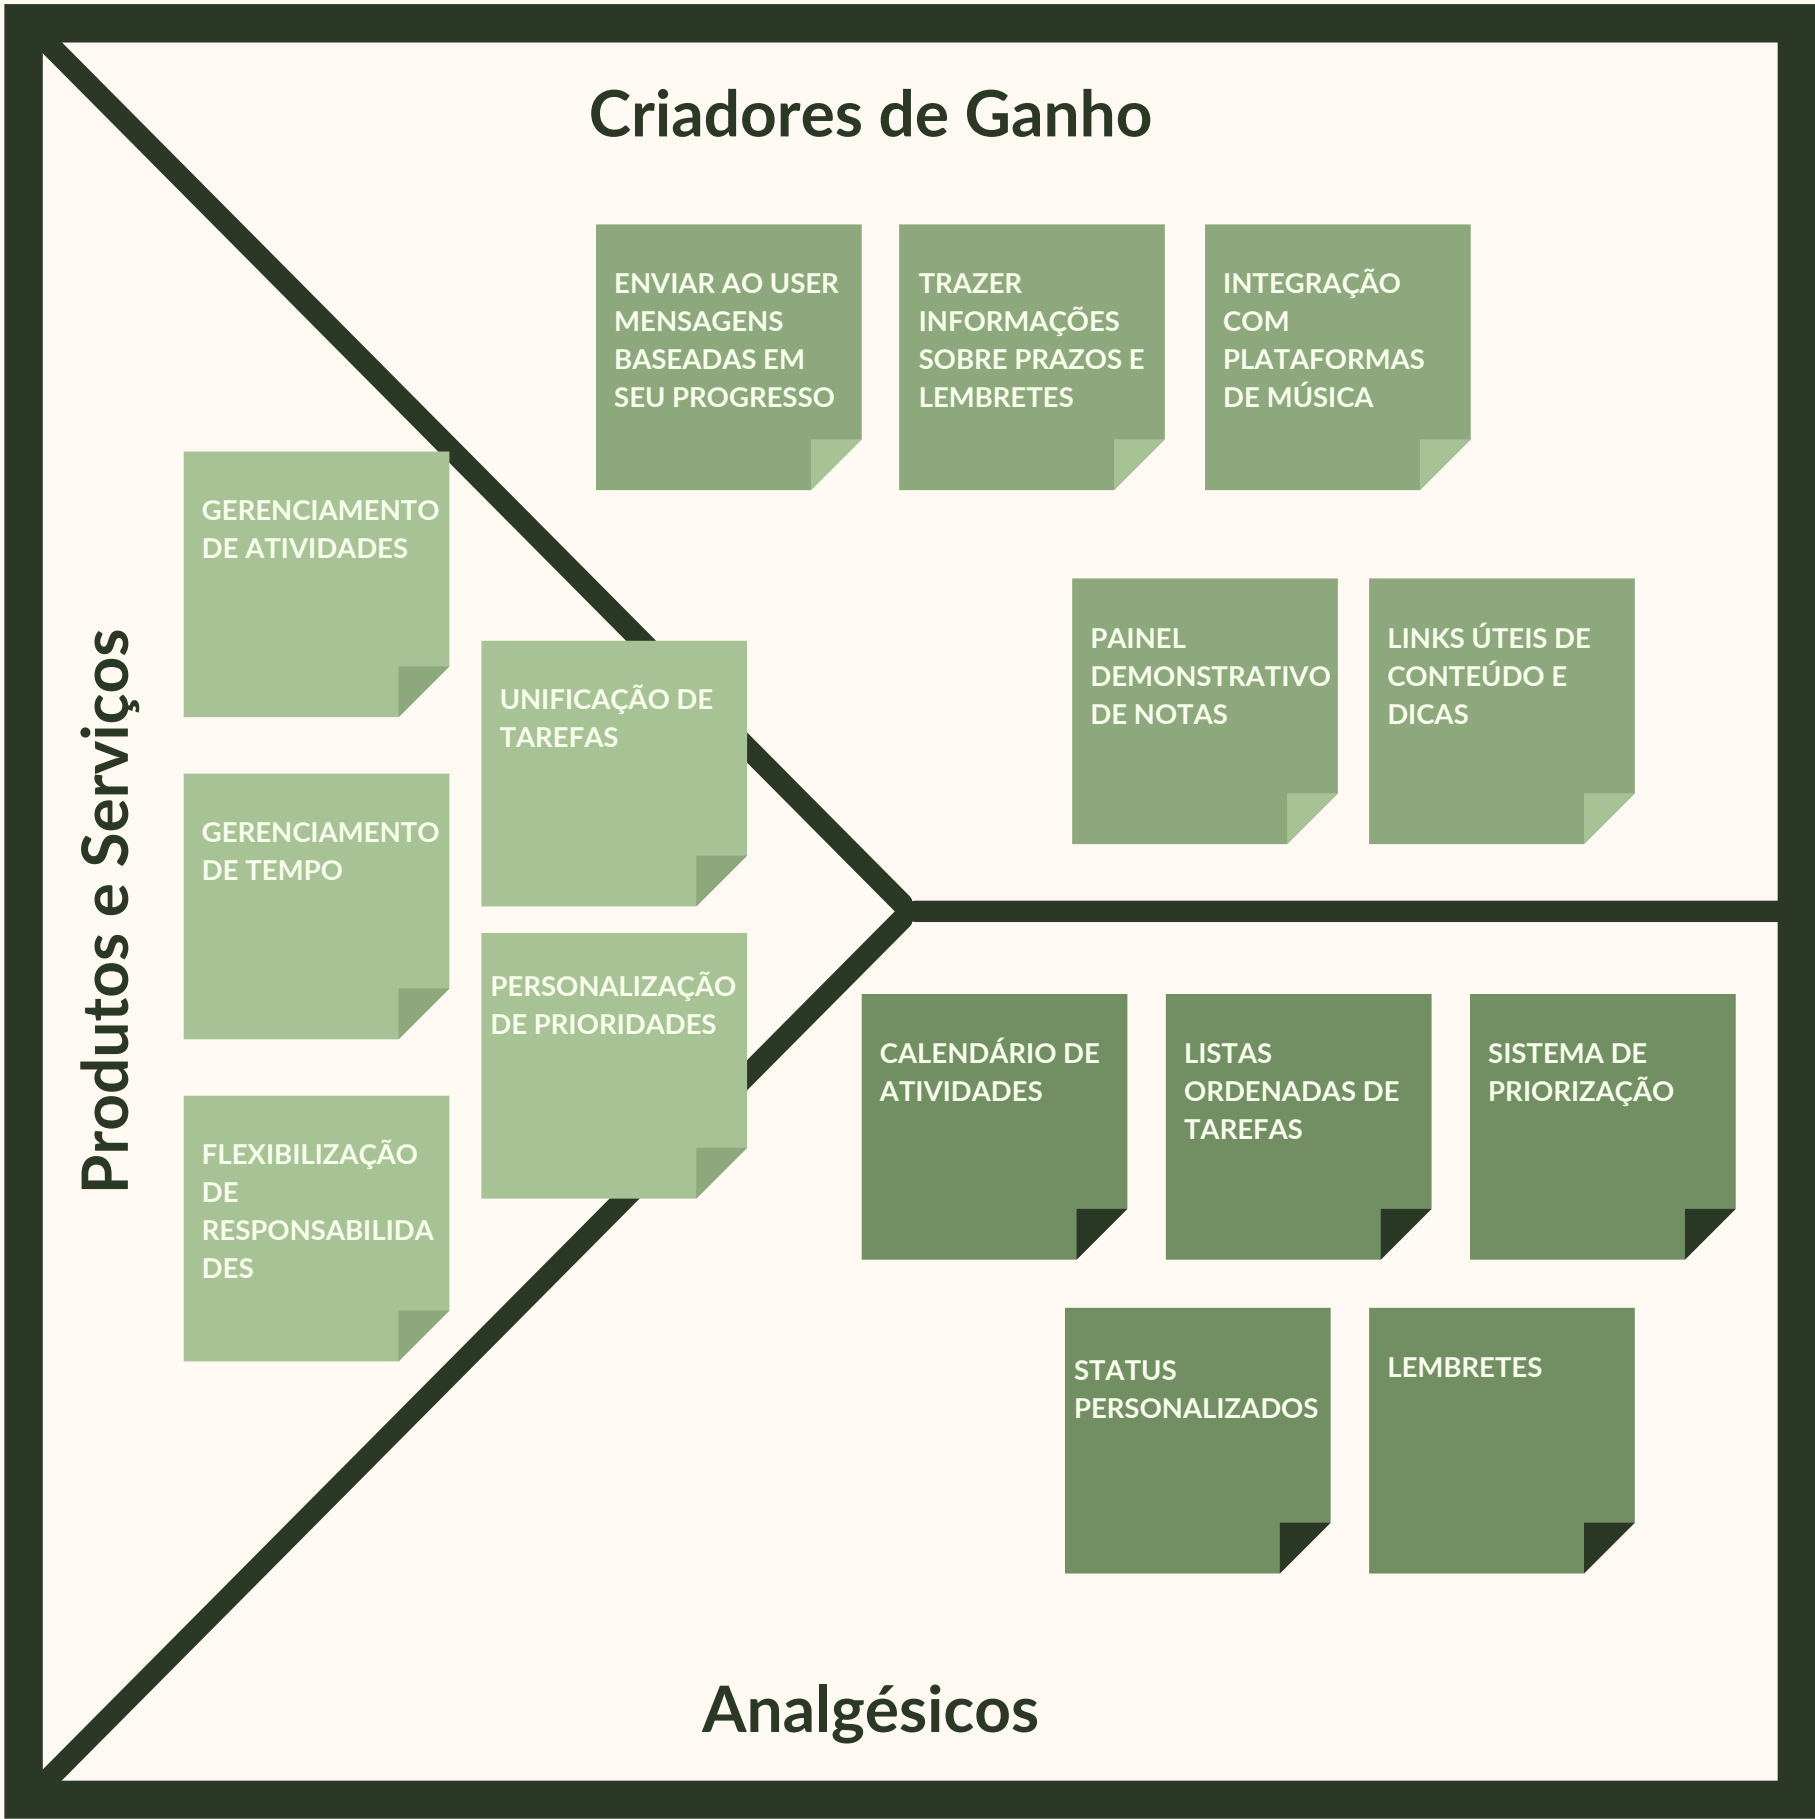 Criadores de Ganho
ENVIAR AO USER
MENSAGENS
BASEADAS EM
SEU PROGRESSO
TRAZER
INFORMAÇÕES
SOBRE PRAZOS E
LEMBRETES
INTEGRAÇÃO
COM
PLATAFORMAS
DE MÚSICA
PAINEL
DEMONSTRATIVO
DE NOTAS
LINKS ÚTEIS DE
CONTEÚDO E
DICAS
Produtos e Serviços
GERENCIAMENTO
DE ATIVIDADES
UNIFICAÇÃO DE
TAREFAS
GERENCIAMENTO
DE TEMPO
PERSONALIZAÇÃO
DE PRIORIDADES
FLEXIBILIZAÇÃO
DE
RESPONSABILIDA
DES
CALENDÁRIO DE
ATIVIDADES
LISTAS
ORDENADAS DE
TAREFAS
SISTEMA DE
PRIORIZAÇÃO
STATUS
PERSONALIZADOS
LEMBRETES
Analgésicos